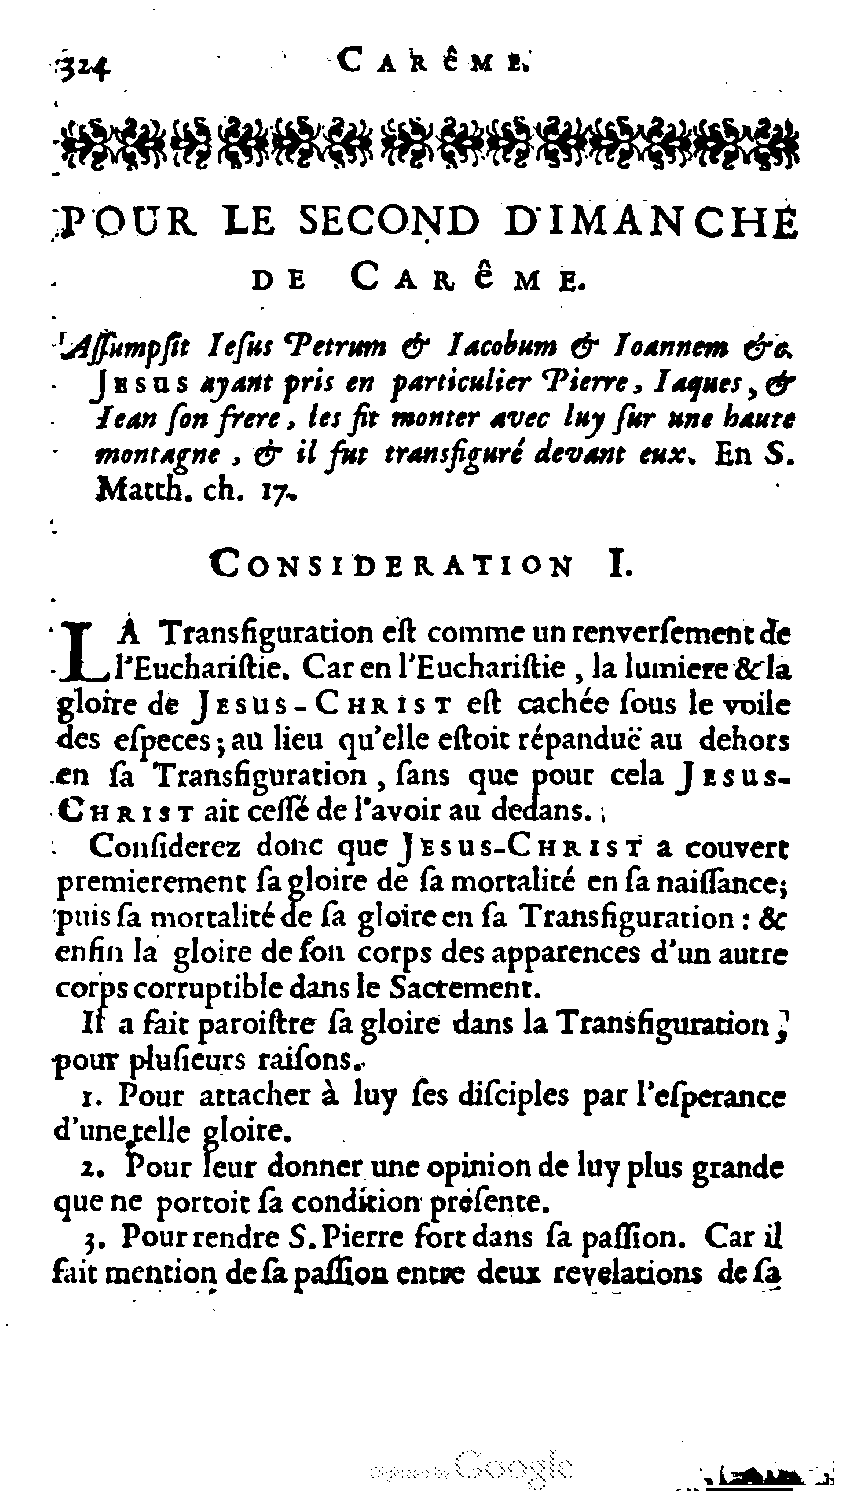 324 CARÊME.
POUR LE SECOND DIMANCHE
DE CARÊME.
Aſſumpſit Ieſus Petrum & Iacobum & Ioannem &c.
JESUS ayant pris en particulier Pierre, Iaques, &
Iean ſon frere, les fit monter avec luy ſur une haute
montagne, & il fut transfiguré devant eux. En S.
Matth. ch. 17.
CONSIDERATION I.
LA Transfiguration eſt comme un renverſement de
l'Euchariſtie. Car en l'Euchariſtie, la lumiere & la
gloire de JESUS-CHRIST eſt cachée ſous le voile
des eſpeces; au lieu qu'elle eſtoit répanduë au dehors
en ſa Transfiguration, ſans que pour cela JESUS-
CHRIST ait ceſſé de l'avoir au dedans.
Conſiderez donc que JESUS-CHRIST a couvert
premierement ſa gloire de ſa mortalité en ſa naiſſance;
puis ſa mortalité de ſa gloire en ſa Transfiguration: &
enfin la gloire de ſon corps des apparences d'un autre
corps corruptible dans le Sacrement.
Il a fait paroiſtre ſa gloire dans la Transfiguration,
pour pluſieurs raiſons.
1. Pour attacher à luy ſes diſciples par l'eſperance
d'une telle gloire.
2. Pour leur donner une opinion de luy plus grande
que ne portoit ſa condition préſente.
3. Pour rendre S. Pierre fort dans ſa paſſion. Car il
fait mention de ſa paſſion entre deux revelations de ſa
Digitized by Google